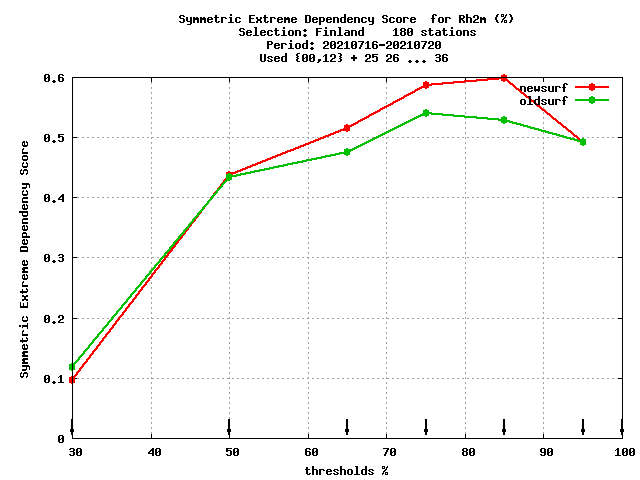 Symmetric Extreme Dependency Score  for Rh2m (%)
Selection: Finland    180 stations
Period: 20210716-20210720
Used {00,12} + 25 26 ... 36
newsurf
oldsurf
Symmetric Extreme Dependency Score
0.6
0.5
0.4
0.3
0.2
0.1
0
30 40 50 60 70 80 90 100
thresholds %